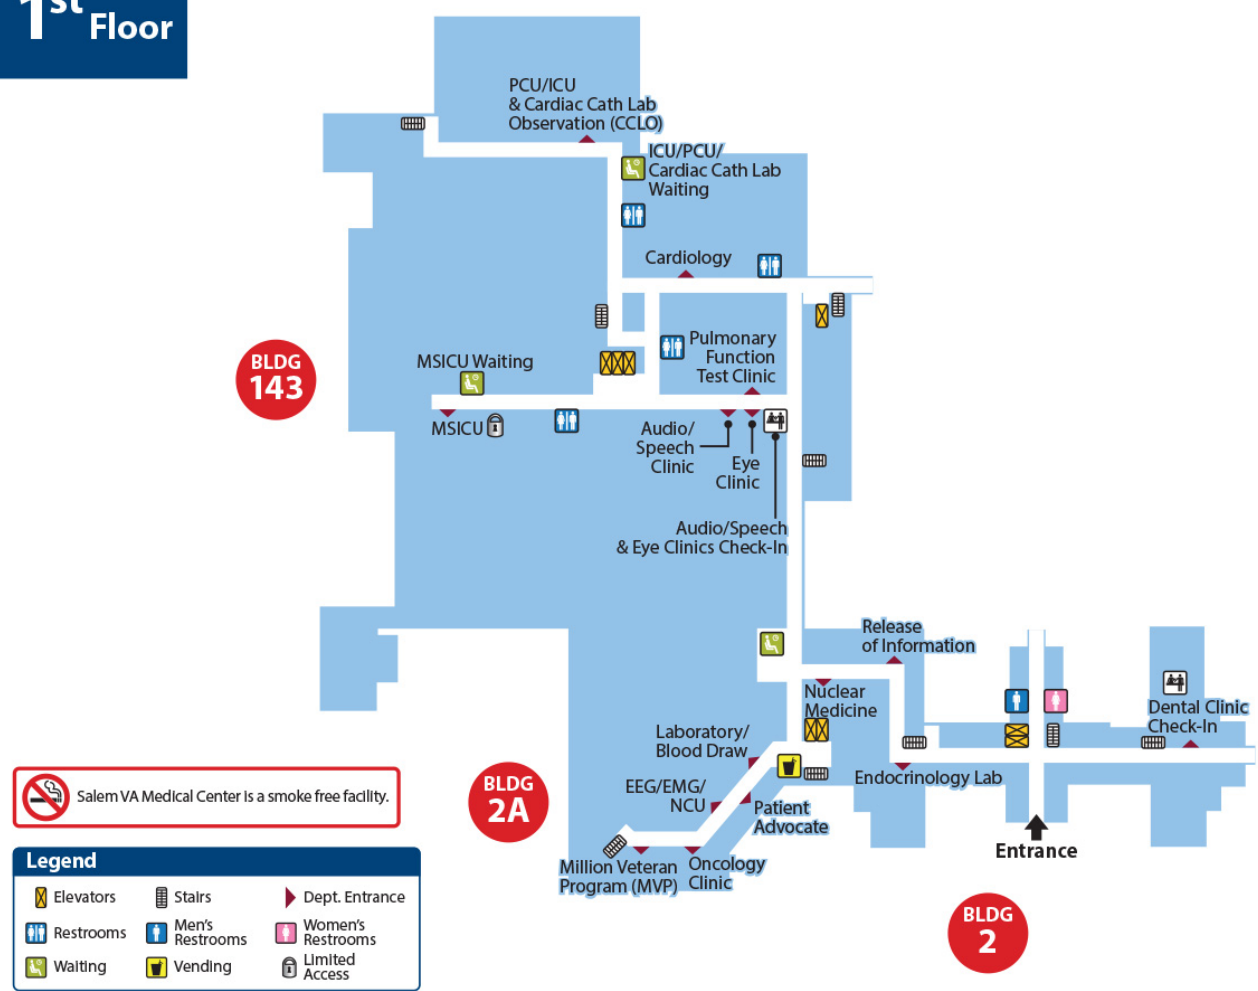 1st
Floor
PCU/ICU
& Cardiac Cath Lab
Observation (CCLO)
ICU/PCU/
Cardiac Cath Lab
Waiting
Cardiology
Pulmonary
Function
Test Clinic
MSICU Waiting
BLDG
143
MSICU
Audio/
Speech
Clinic
Eye
Clinic
Audio/Speech
& Eye Clinics Check-In
Release
of Information
Nuclear
Medicine
Dental Clinic
Check-In
Laboratory/
Blood Draw
Endocrinology Lab
EEG/EMG/
NCU
Patient
Advocate
BLDG
2A
Million Veteran
Program (MVP)
Oncology
Clinic
Entrance
BLDG
2
Salem VA Medical Center is a smoke free facility.
Legend
Elevators
Stairs
Dept. Entrance
Restrooms
Men's
Restrooms
Women's
Restrooms
Waiting
Vending
Limited
Access